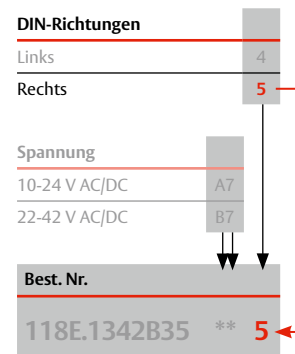 DIN-Richtungen
Links 4
Rechts 5
Spannung
10-24 V AC/DC A7
22-42 V AC/DC B7
Best. Nr.
118E.1342B35 ** 5